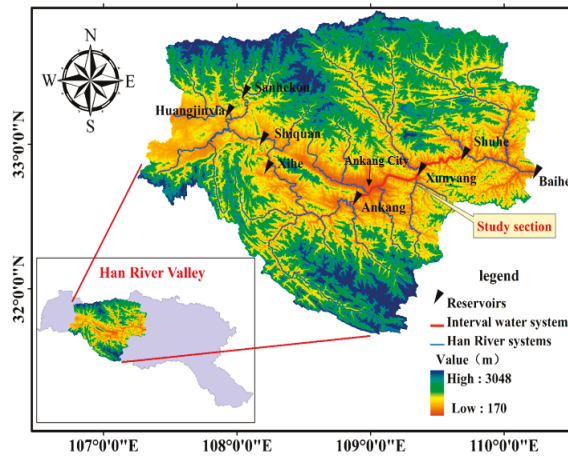 N
W
E
S
Sanhekou
Huangjinxia
Shiquan
Xihe
Ankang City
Shuhe
Xunyang
Baihe
Ankang
Study section
33°0'0"N
32°0'0"N
Han River Valley
legend
Reservoirs
Interval water system
Han River systems
Value（m）
High : 3048
Low : 170
107°0'0"E
108°0'0"E
109°0'0"E
110°0'0"E